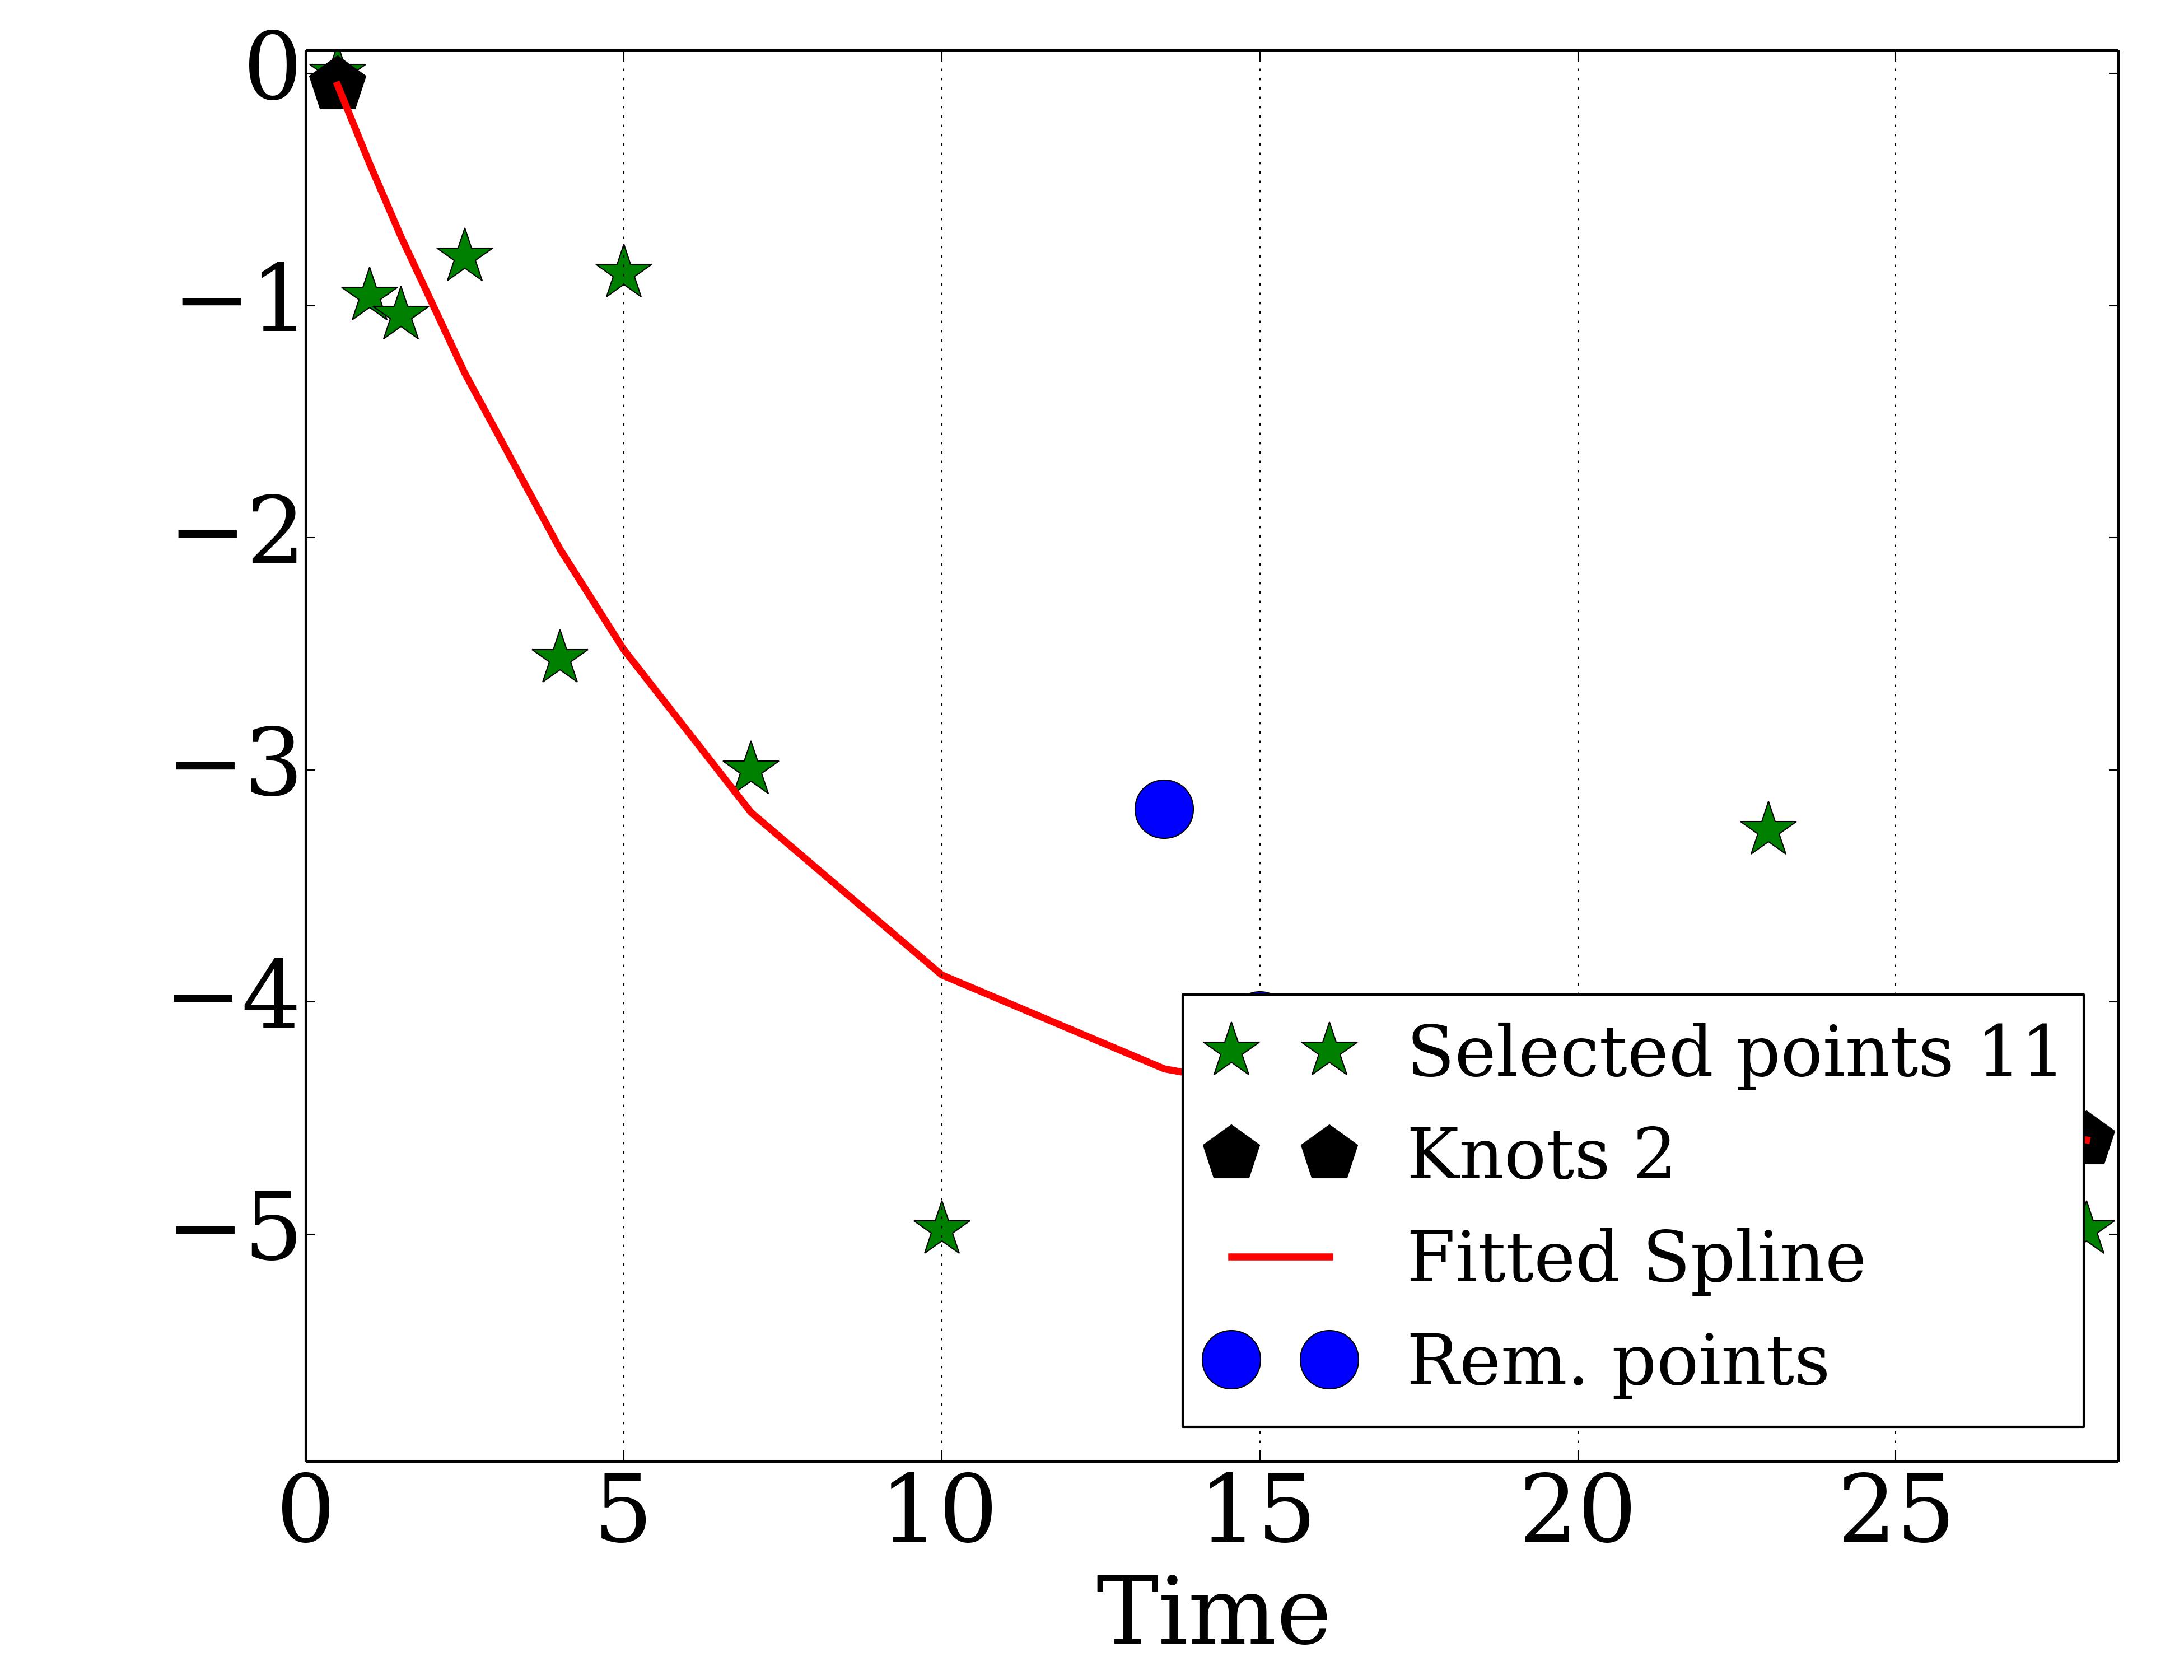 0
−1
−2
−3
−4
−5
Selected points 11
Knots 2
Fitted Spline
Rem. points
0 5 10 15 20 25
Time